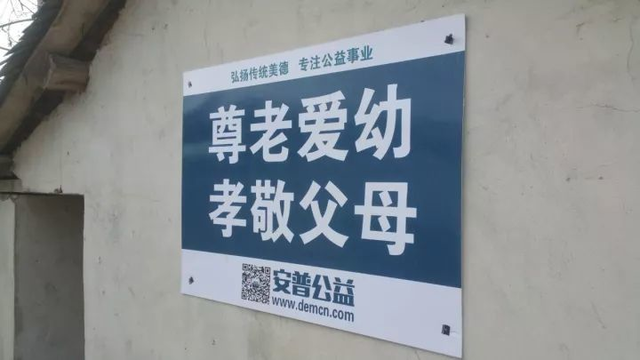 弘扬传统美德 专注公益事业
尊老爱幼
孝敬父母
安普公益
www.demcn.com